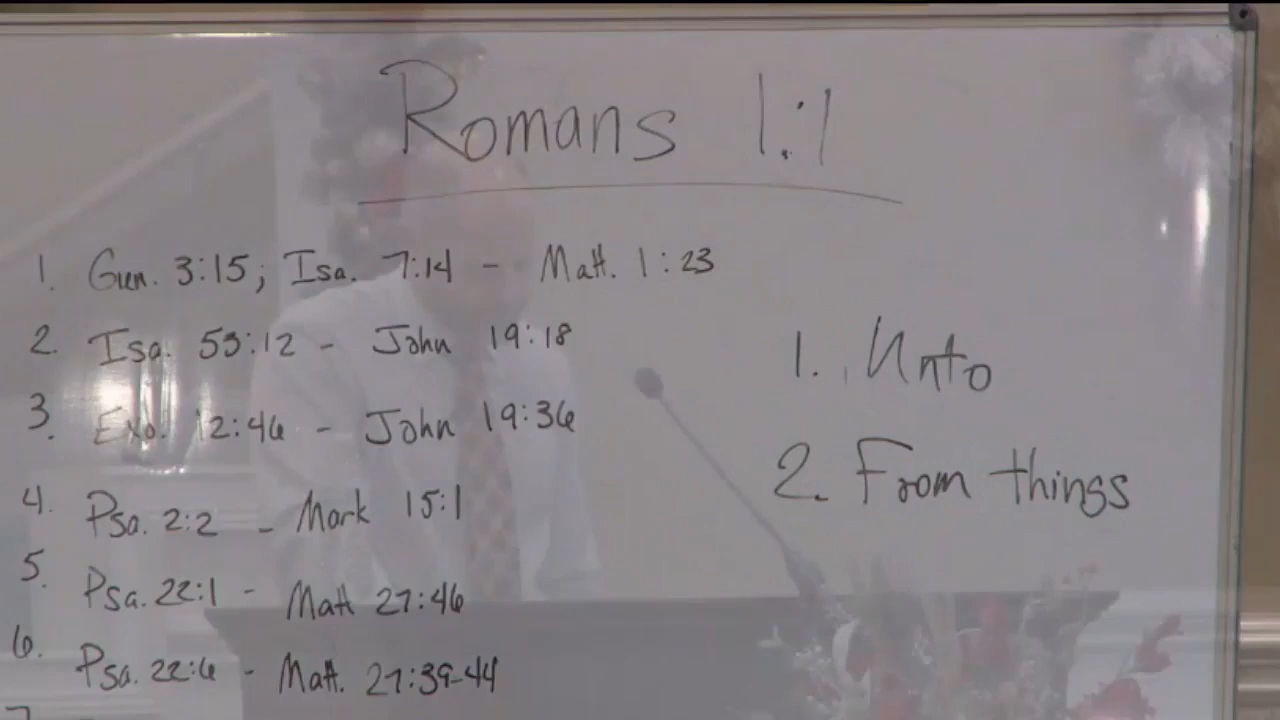 Romans 1:1
1. Gen. 3:15; Isa. 7:14 - Matt. 1:23
2. Isa. 53:12 - John 19:18
3. Exo. 12:46 - John 19:36
4. Psa. 2:2 - Mark 15:1
5. Psa. 22:1 - Matt 27:46
6. Psa. 22:6 - Matt. 27:39-44
1. Unto
2. From things